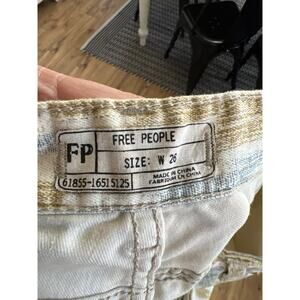 FP
FREE PEOPLE
SIZE: W 26
61855-16515125
MADE IN CHINA
FABRIQUÉ EN CHINE